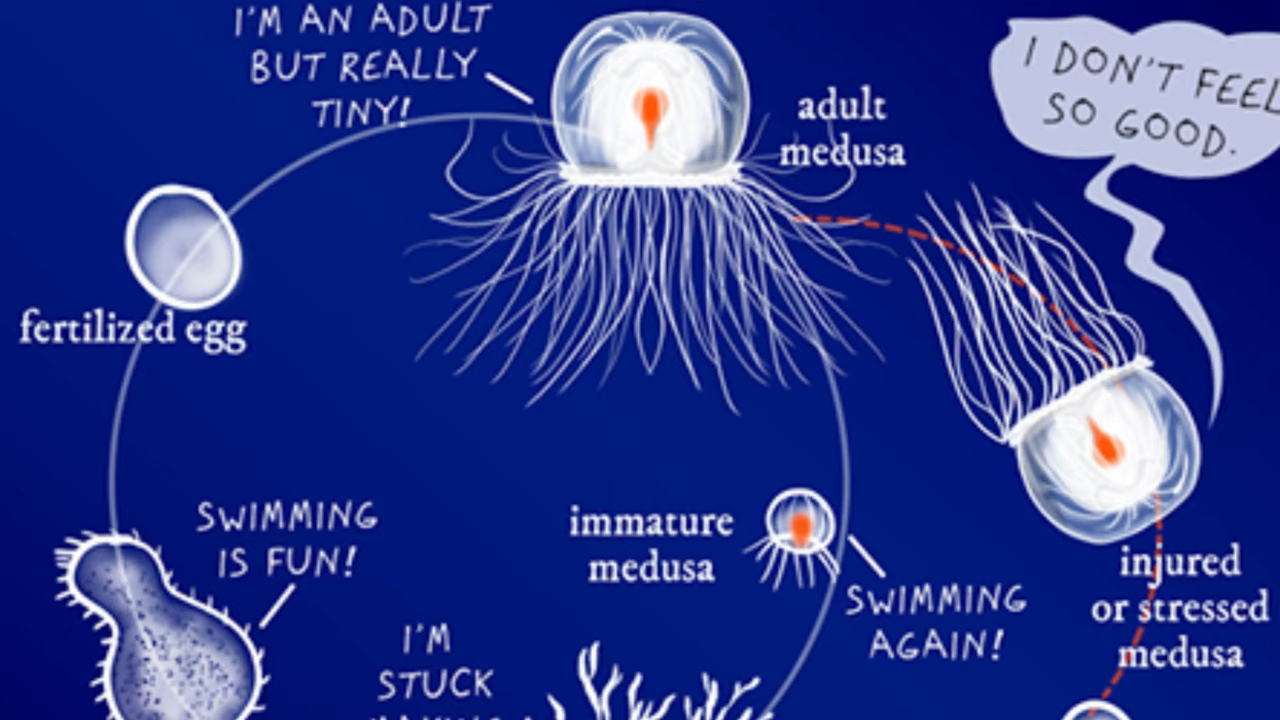 I'M AN ADULT
BUT REALLY
TINY!
adult
medusa
I DON'T FEEL
SO GOOD.
fertilized egg
SWIMMING
IS FUN!
immature
medusa
SWIMMING
AGAIN!
injured
or stressed
medusa
I'M
STUCK